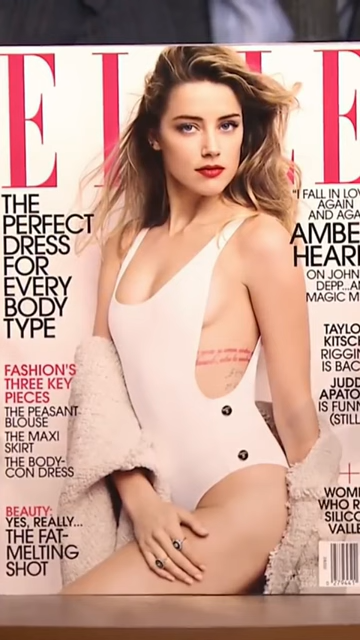 ELLE
THE
PERFECT
DRESS
FOR
EVERY
BODY
TYPE
FASHION'S
THREE KEY
PIECES
THE PEASANT
BLOUSE
THE MAXI
SKIRT
THE BODY-
CON DRESS
BEAUTY:
YES, REALLY...
THE FAT-
MELTING
SHOT
"I FALL IN LO
AGAIN
AND AGA
AMBE
HEAR
ON JOHN
DEPP...AN
MAGIC M
TAYLO
KITSC
RIGGIN
IS BAC
JUDD
APATO
IS FUNN
(STILL
+
WOME
WHO R
SILICO
VALLE